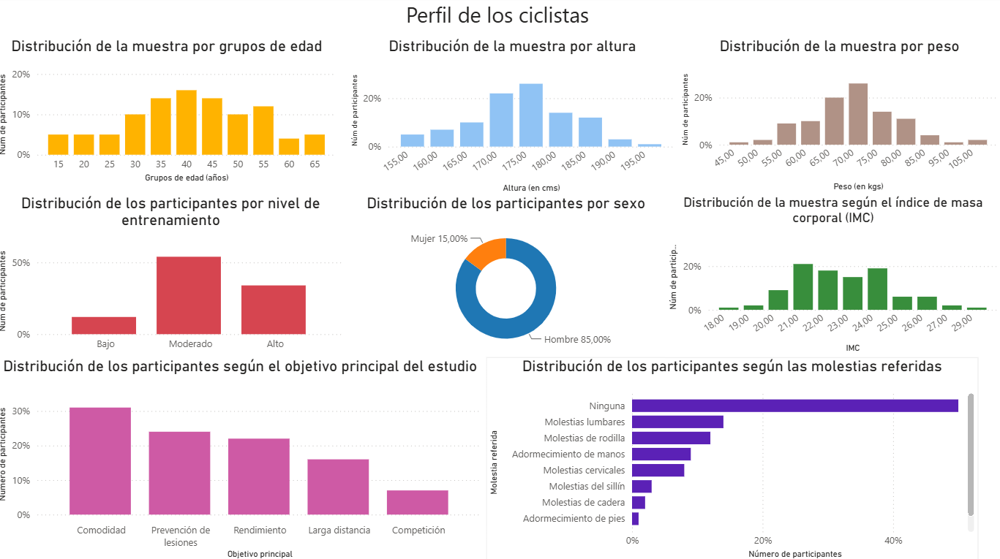 Perfil de los ciclistas
Distribución de la muestra por grupos de edad
Núm de participantes
20%
10%
0%
15 20 25 30 35 40 45 50 55 60 65
Grupos de edad (años)
Distribución de la muestra por altura
Núm de participantes
20%
0%
155,00 160,00 165,00 170,00 175,00 180,00 185,00 190,00 195,00
Altura (en cms)
Distribución de la muestra por peso
Núm de participantes
20%
0%
45,00 50,00 55,00 60,00 65,00 70,00 75,00 80,00 85,00 95,00 105,00
Peso (en kgs)
Distribución de los participantes por nivel de
entrenamiento
Núm de participantes
50%
0%
Bajo Moderado Alto
Distribución de los participantes por sexo
Mujer 15,00%
Hombre 85,00%
Distribución de la muestra según el índice de masa
corporal (IMC)
Núm de particip...
20%
0%
18,00 19,00 20,00 21,00 22,00 23,00 24,00 25,00 26,00 27,00 29,00
IMC
Distribución de los participantes según el objetivo principal del estudio
Número de participantes
30%
20%
10%
0%
Comodidad Prevención de Rendimiento Larga distancia Competición
lesiones
Objetivo principal
Distribución de los participantes según las molestias referidas
Molestia referida
Ninguna
Molestias lumbares
Molestias de rodilla
Adormecimiento de manos
Molestias cervicales
Molestias del sillín
Molestias de cadera
Adormecimiento de pies
0% 20% 40%
Número de participantes